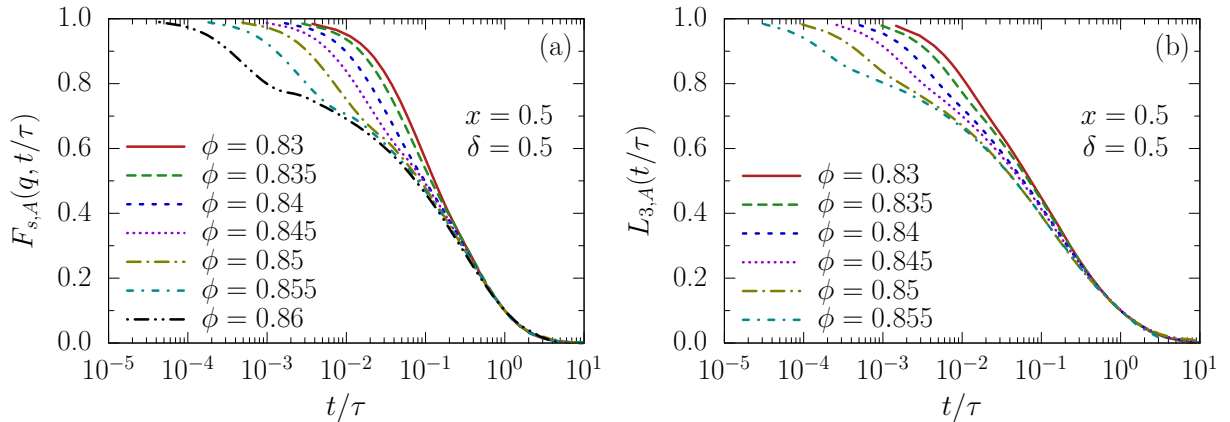 (a)
F_{s,A}(q, t/τ)
1.0
0.8
0.6
0.4
0.2
0.0
x = 0.5
δ = 0.5
ϕ = 0.83
ϕ = 0.835
ϕ = 0.84
ϕ = 0.845
ϕ = 0.85
ϕ = 0.855
ϕ = 0.86
10^{-5} 10^{-4} 10^{-3} 10^{-2} 10^{-1} 10^{0} 10^{1}
t/τ
(b)
L_{3,A}(t/τ)
1.0
0.8
0.6
0.4
0.2
0.0
x = 0.5
δ = 0.5
ϕ = 0.83
ϕ = 0.835
ϕ = 0.84
ϕ = 0.845
ϕ = 0.85
ϕ = 0.855
10^{-5} 10^{-4} 10^{-3} 10^{-2} 10^{-1} 10^{0} 10^{1}
t/τ